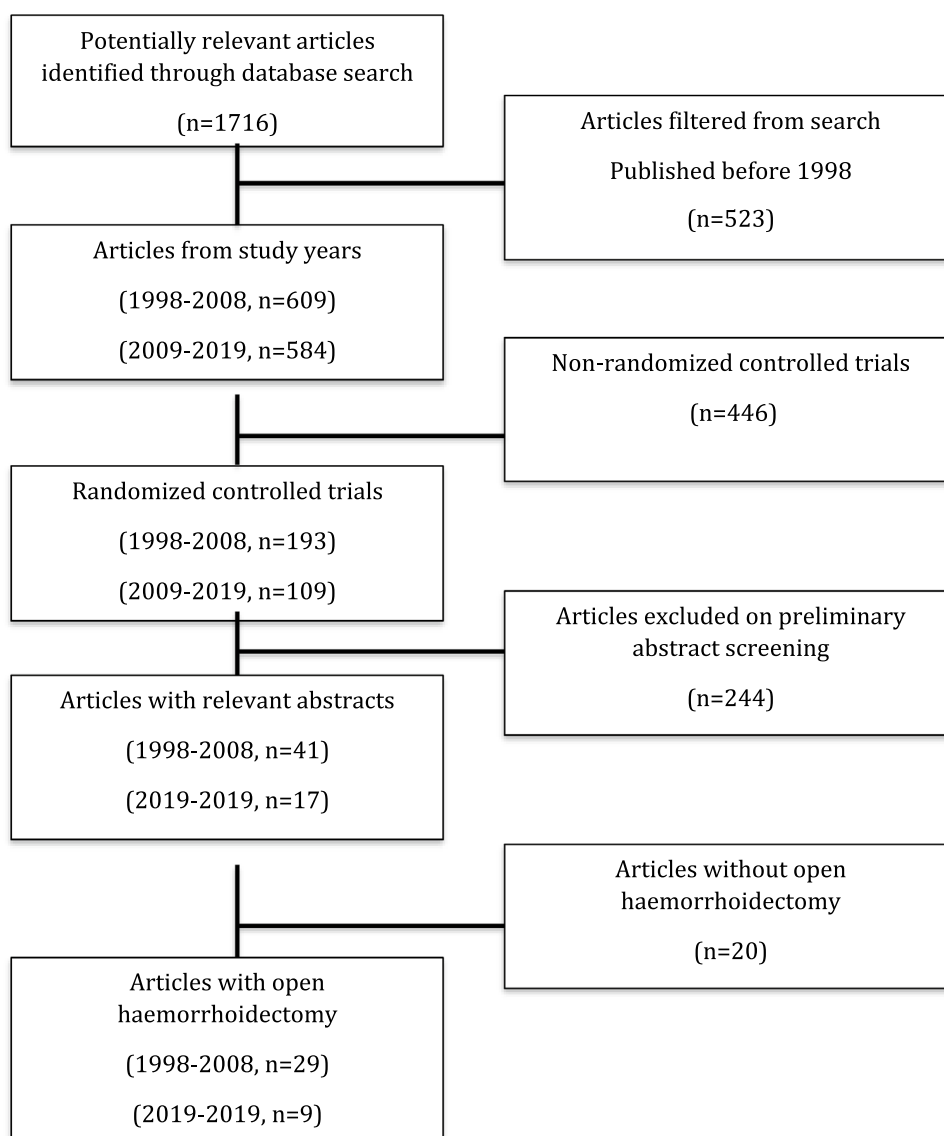 Potentially relevant articles
identified through database search
(n=1716)
Articles filtered from search
Published before 1998
(n=523)
Articles from study years
(1998-2008, n=609)
(2009-2019, n=584)
Non-randomized controlled trials
(n=446)
Randomized controlled trials
(1998-2008, n=193)
(2009-2019, n=109)
Articles excluded on preliminary
abstract screening
(n=244)
Articles with relevant abstracts
(1998-2008, n=41)
(2019-2019, n=17)
Articles without open
haemorrhoidectomy
(n=20)
Articles with open
haemorrhoidectomy
(1998-2008, n=29)
(2019-2019, n=9)